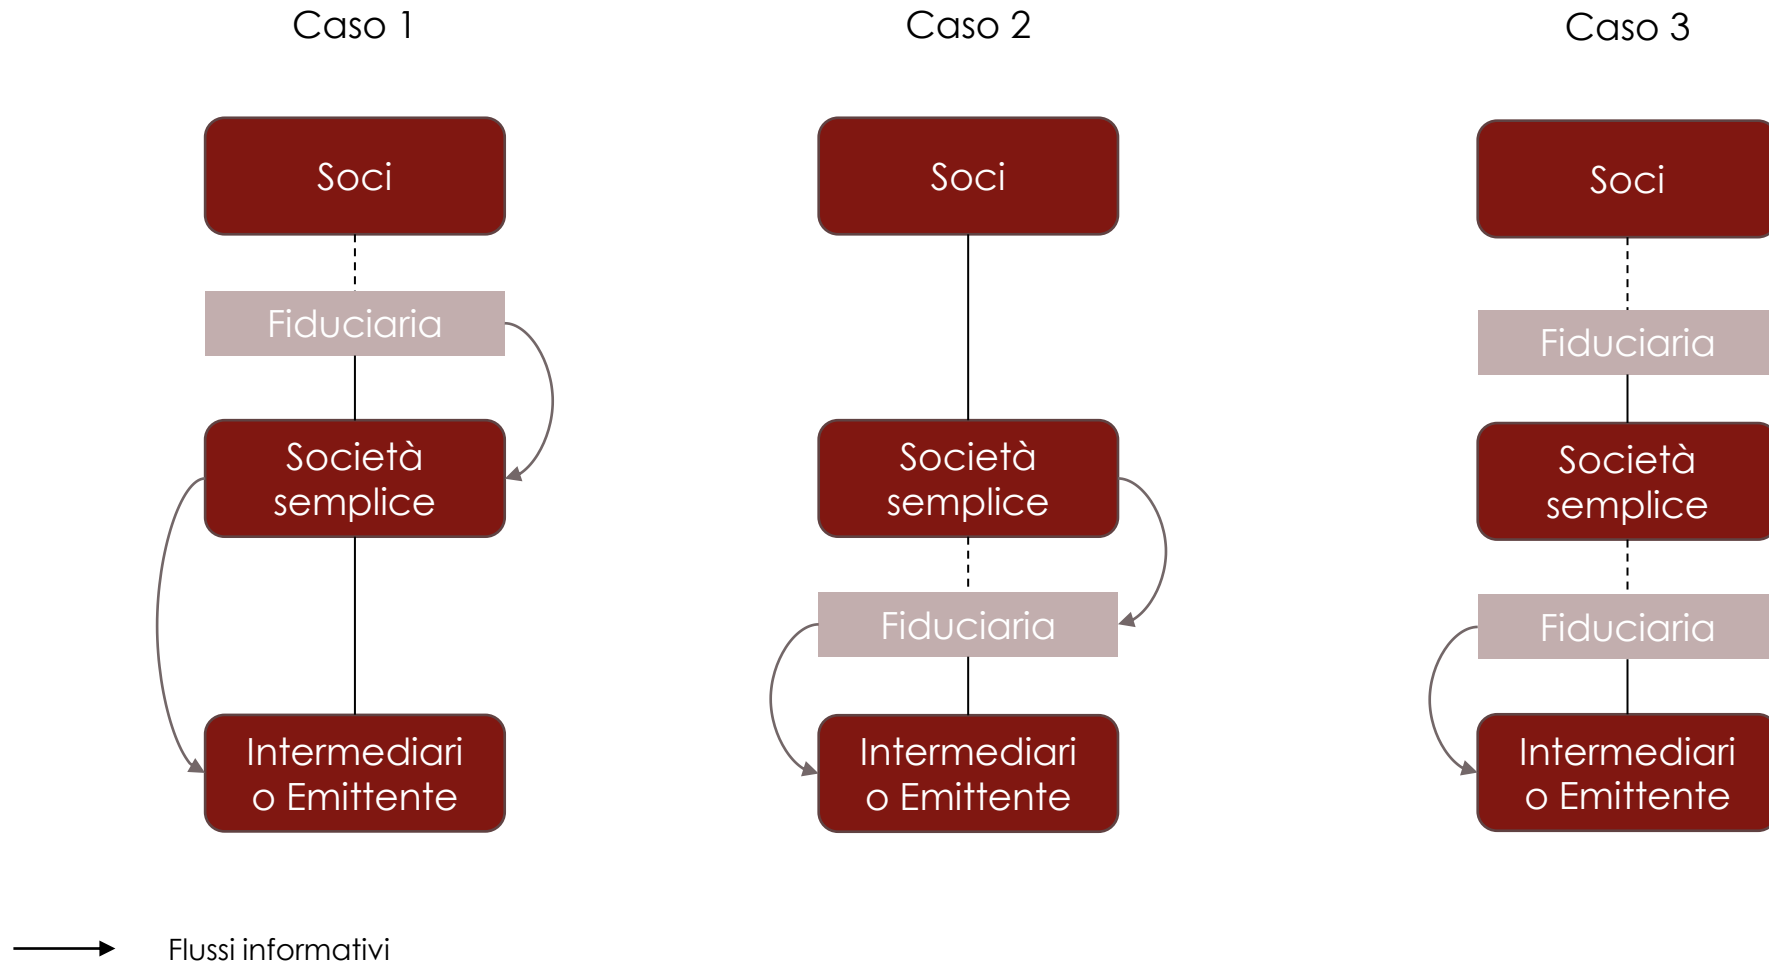 Caso 1
Soci
Fiduciaria
Società
semplice
Intermediari
o Emittente
Caso 2
Soci
Società
semplice
Fiduciaria
Intermediari
o Emittente
Caso 3
Soci
Fiduciaria
Società
semplice
Fiduciaria
Intermediari
o Emittente
Flussi informativi